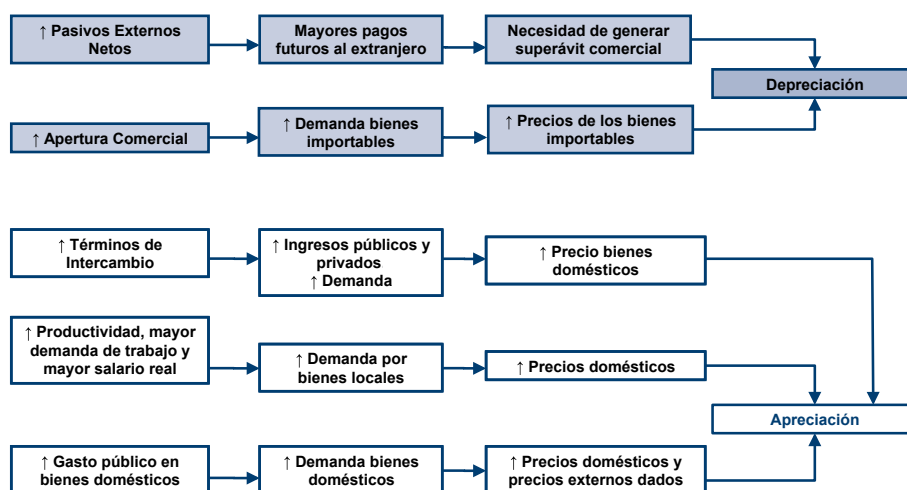 ↑ Pasivos Externos
Netos
Mayores pagos
futuros al extranjero
Necesidad de generar
superávit comercial
Depreciación
↑ Apertura Comercial
↑ Demanda bienes
importables
↑ Precios de los bienes
importables
↑ Términos de
Intercambio
↑ Ingresos públicos y
privados
↑ Demanda
↑ Precio bienes
domésticos
↑ Productividad, mayor
demanda de trabajo y
mayor salario real
↑ Demanda por
bienes locales
↑ Precios domésticos
Apreciación
↑ Gasto público en
bienes domésticos
↑ Demanda bienes
domésticos
↑ Precios domésticos y
precios externos dados